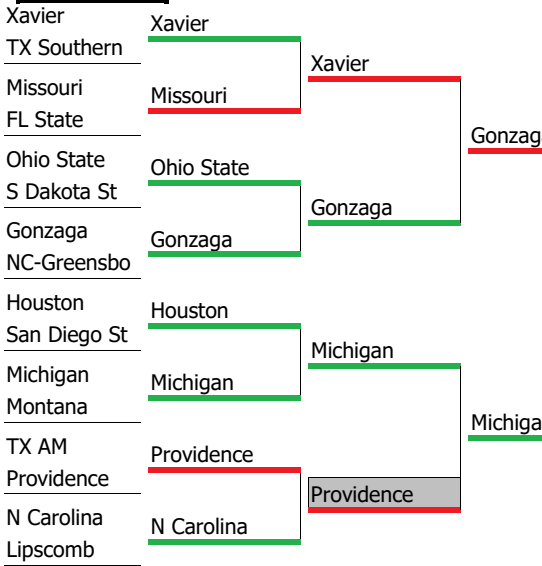 Xavier
TX Southern
Missouri
FL State
Ohio State
S Dakota St
Gonzaga
NC-Greensbo
Houston
San Diego St
Michigan
Montana
TX AM
Providence
N Carolina
Lipscomb
Xavier
Missouri
Ohio State
Gonzaga
Houston
Michigan
Providence
N Carolina
Xavier
Gonzaga
Michigan
Providence
Gonzag
Michiga